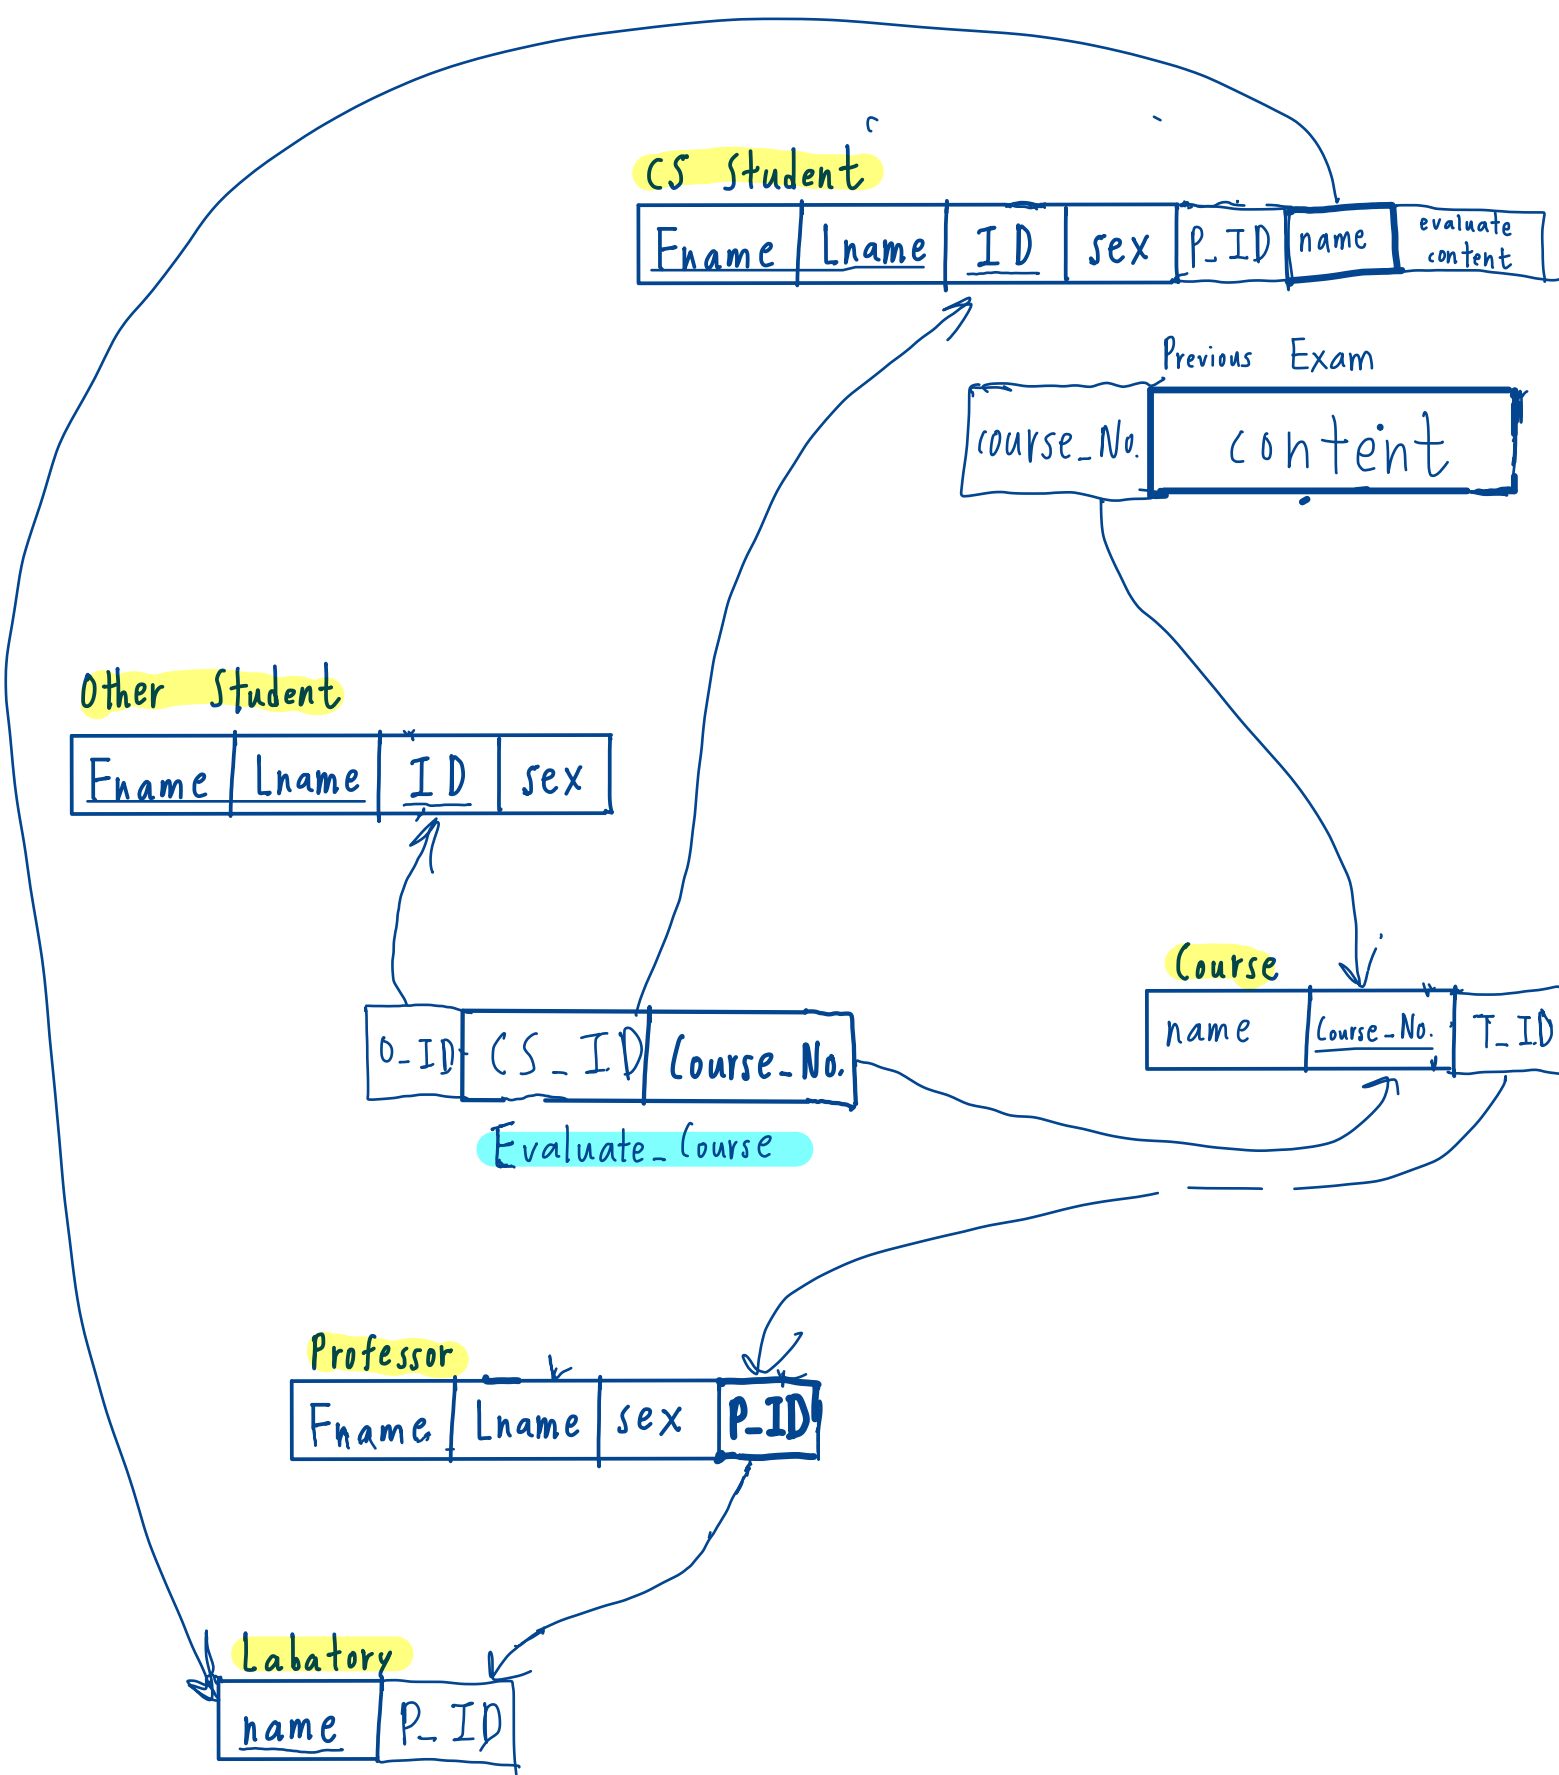 CS Student
Fname Lname ID sex P_ID name evaluate content
Previous Exam
course_No. content
Other Student
Fname Lname ID sex
Course
name Course_No. T_ID
O_ID CS_ID Course_No.
Evaluate_Course
Professor
Fname Lname sex P_ID
Labatory
name P_ID